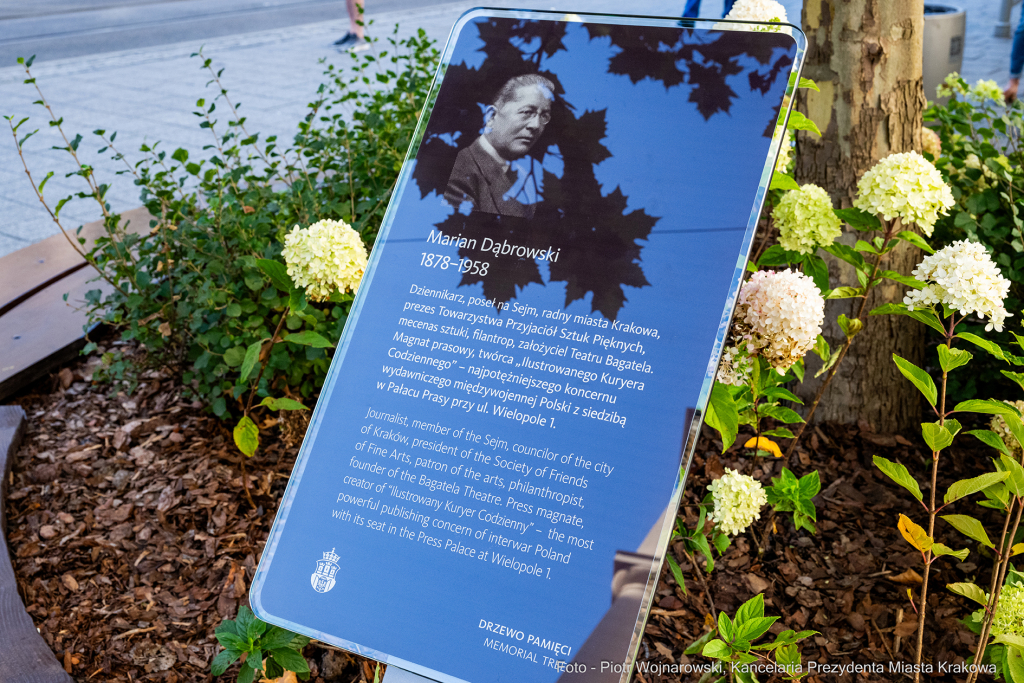 Marian Dąbrowski
1878–1958
Dziennikarz, poseł na Sejm, radny miasta Krakowa,
prezes Towarzystwa Przyjaciół Sztuk Pięknych,
mecenas sztuki, filantrop, założyciel Teatru Bagatela.
Magnat prasowy, twórca „Ilustrowanego Kuryera
Codziennego” – najpotężniejszego koncernu
wydawniczego międzywojennej Polski z siedzibą
w Pałacu Prasy przy ul. Wielopole 1.
Journalist, member of the Sejm, councilor of the city
of Kraków, president of the Society of Friends
of Fine Arts, patron of the arts, philanthropist,
founder of the Bagatela Theatre. Press magnate,
creator of “Ilustrowany Kuryer Codzienny” – the most
powerful publishing concern of interwar Poland
with its seat in the Press Palace at Wielopole 1.
DRZEWO PAMIĘCI
MEMORIAL TREE
Foto - Piotr Wojnarowski, Kancelaria Prezydenta Miasta Krakowa